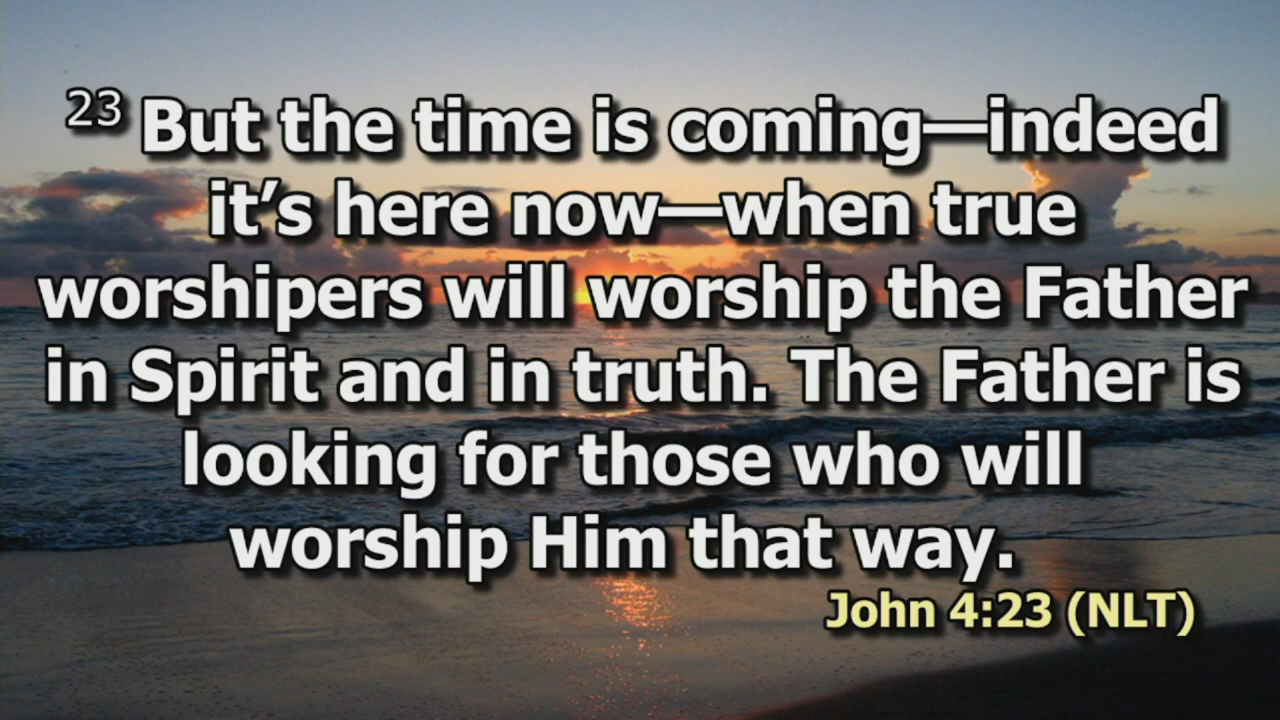 23 But the time is coming—indeed
it’s here now—when true
worshipers will worship the Father
in Spirit and in truth. The Father is
looking for those who will
worship Him that way.
John 4:23 (NLT)